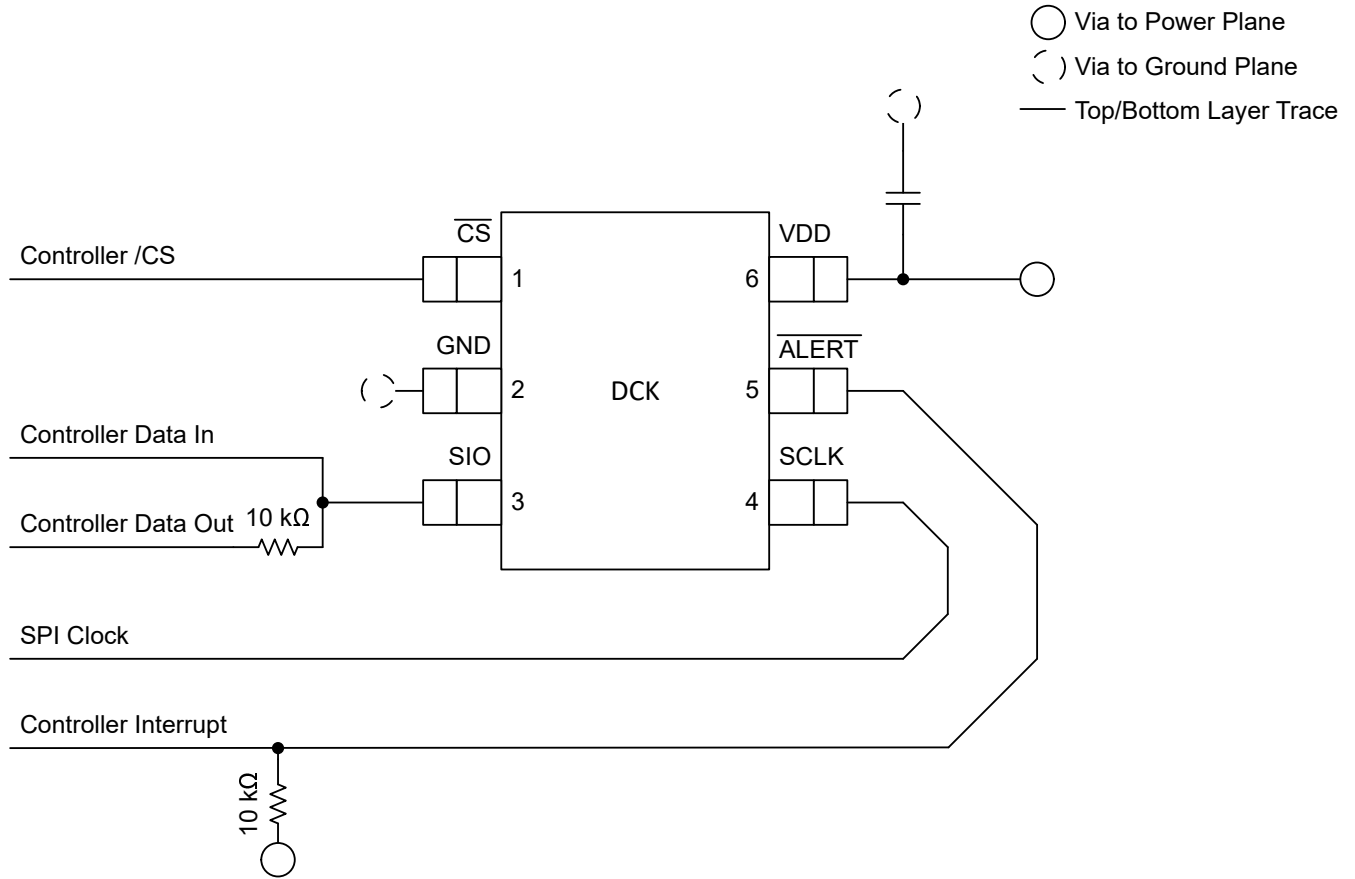 Via to Power Plane
Via to Ground Plane
Top/Bottom Layer Trace
CS
VDD
Controller /CS
1
6
GND
ALERT
2
DCK
5
Controller Data In
SIO
SCLK
3
4
Controller Data Out
10 kΩ
SPI Clock
Controller Interrupt
10 kΩ